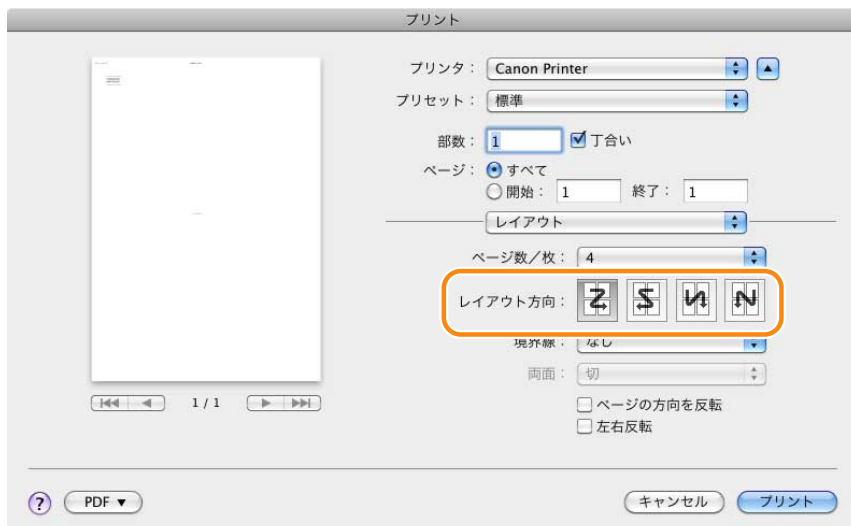 プリント
プリンタ： Canon Printer
プリセット： 標準
部数： 1 丁合い
ページ： すべて
開始： 1 終了： 1
レイアウト
ページ数／枚： 4
レイアウト方向：
境界線： なし
両面： 切
ページの方向を反転
左右反転
1 / 1
? PDF ▼ キャンセル プリント